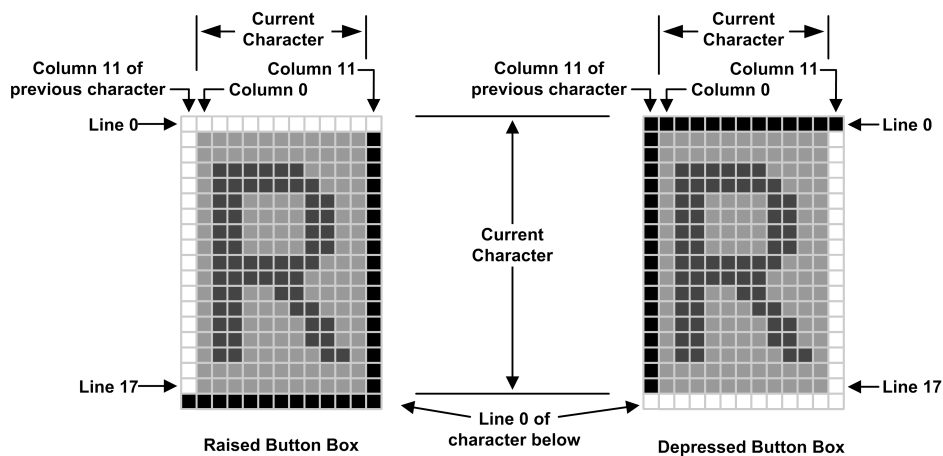 Current
Character
Column 11 of
previous character
Column 11
Column 0
Line 0
Line 17
Raised Button Box
Current
Character
Line 0 of
character below
Current
Character
Column 11 of
previous character
Column 11
Column 0
Line 0
Line 17
Depressed Button Box